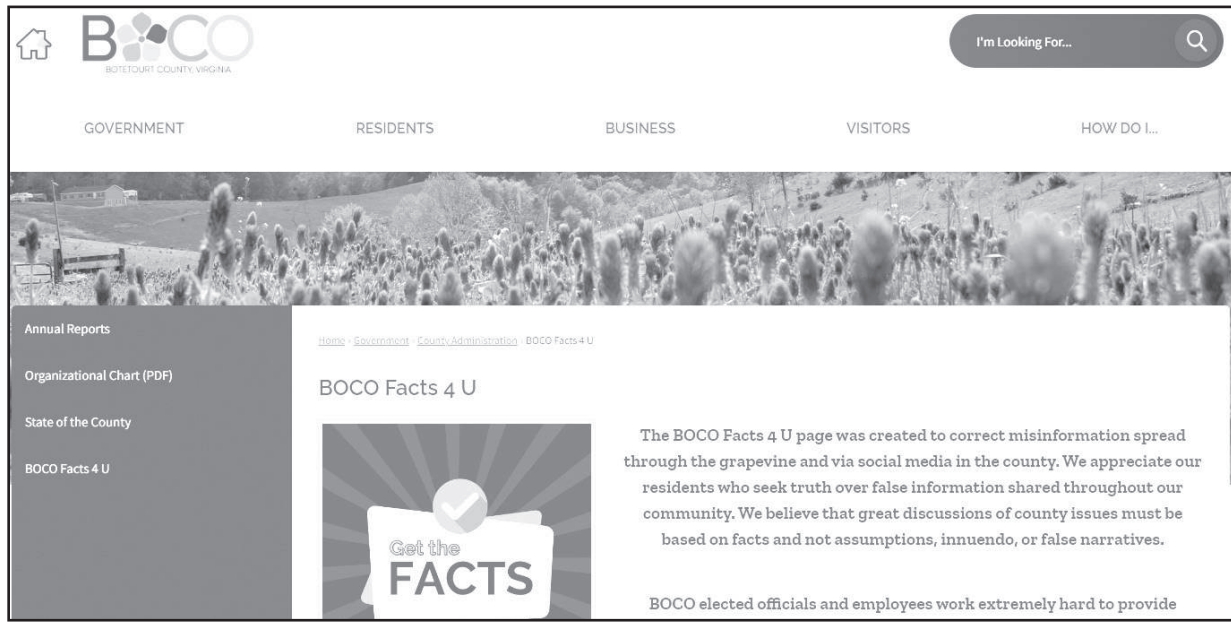 BOCO
BOTETOURT COUNTY, VIRGINIA
I'm Looking For...
GOVERNMENT
RESIDENTS
BUSINESS
VISITORS
HOW DO I...
Annual Reports
Organizational Chart (PDF)
State of the County
BOCO Facts 4 U
Home › Government › County Administration › BOCO Facts 4 U
BOCO Facts 4 U
Get the
FACTS
The BOCO Facts 4 U page was created to correct misinformation spread
through the grapevine and via social media in the county. We appreciate our
residents who seek truth over false information shared throughout our
community. We believe that great discussions of county issues must be
based on facts and not assumptions, innuendo, or false narratives.
BOCO elected officials and employees work extremely hard to provide